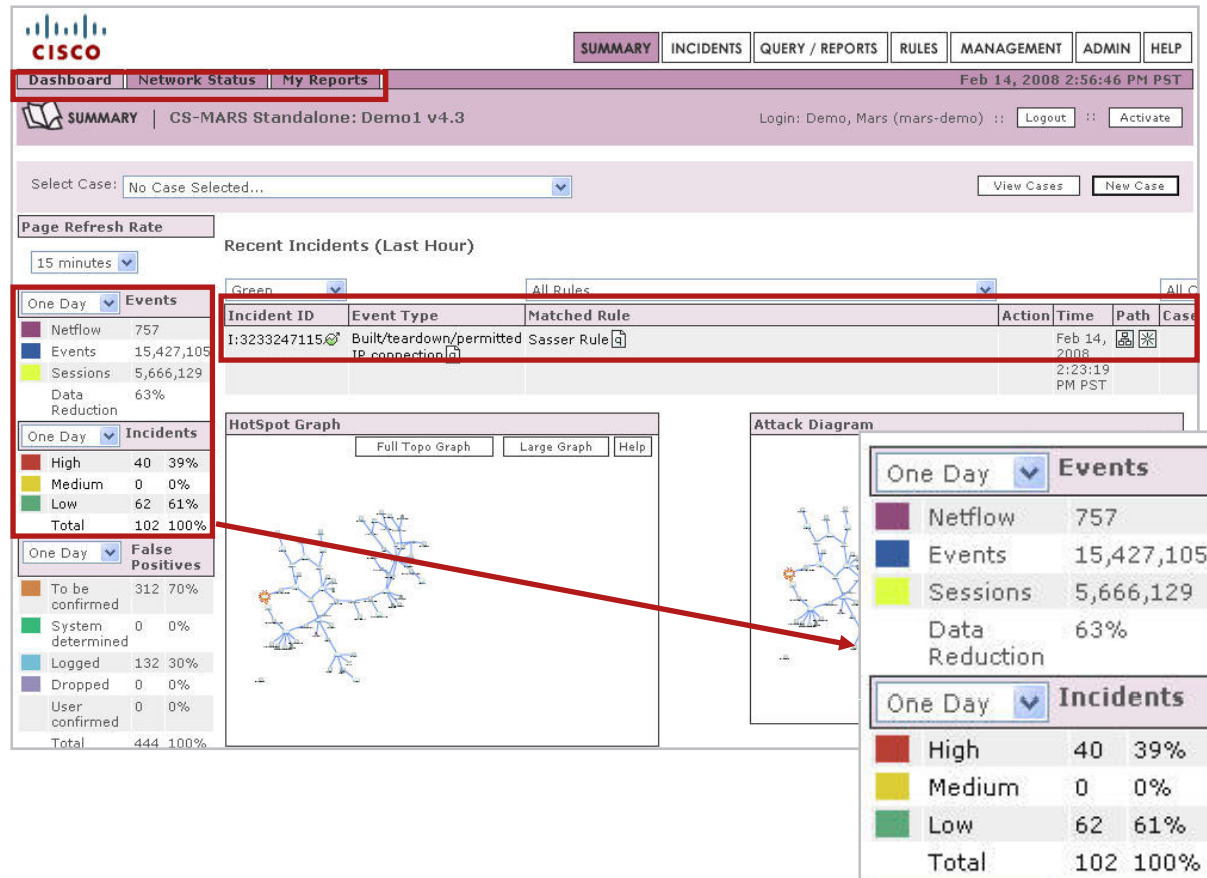 CISCO
SUMMARY INCIDENTS QUERY / REPORTS RULES MANAGEMENT ADMIN HELP
Dashboard Network Status My Reports Feb 14, 2008 2:56:46 PM PST
SUMMARY | CS-MARS Standalone: Demo1 v4.3 Login: Demo, Mars (mars-demo) :: Logout :: Activate
Select Case: No Case Selected... View Cases New Case
Page Refresh Rate
15 minutes
Recent Incidents (Last Hour)
Green All Rules All C
Incident ID Event Type Matched Rule Action Time Path Case
I:3233247115 Built/teardown/permitted IP connection q Sasser Rule q Feb 14, 2008 2:23:19 PM PST
One Day Events
Netflow 757
Events 15,427,105
Sessions 5,666,129
Data Reduction 63%
One Day Incidents
High 40 39%
Medium 0 0%
Low 62 61%
Total 102 100%
One Day False Positives
To be confirmed 312 70%
System determined 0 0%
Logged 132 30%
Dropped 0 0%
User confirmed 0 0%
Total 444 100%
HotSpot Graph
Full Topo Graph Large Graph Help
Attack Diagram
One Day Events
Netflow 757
Events 15,427,105
Sessions 5,666,129
Data Reduction 63%
One Day Incidents
High 40 39%
Medium 0 0%
Low 62 61%
Total 102 100%